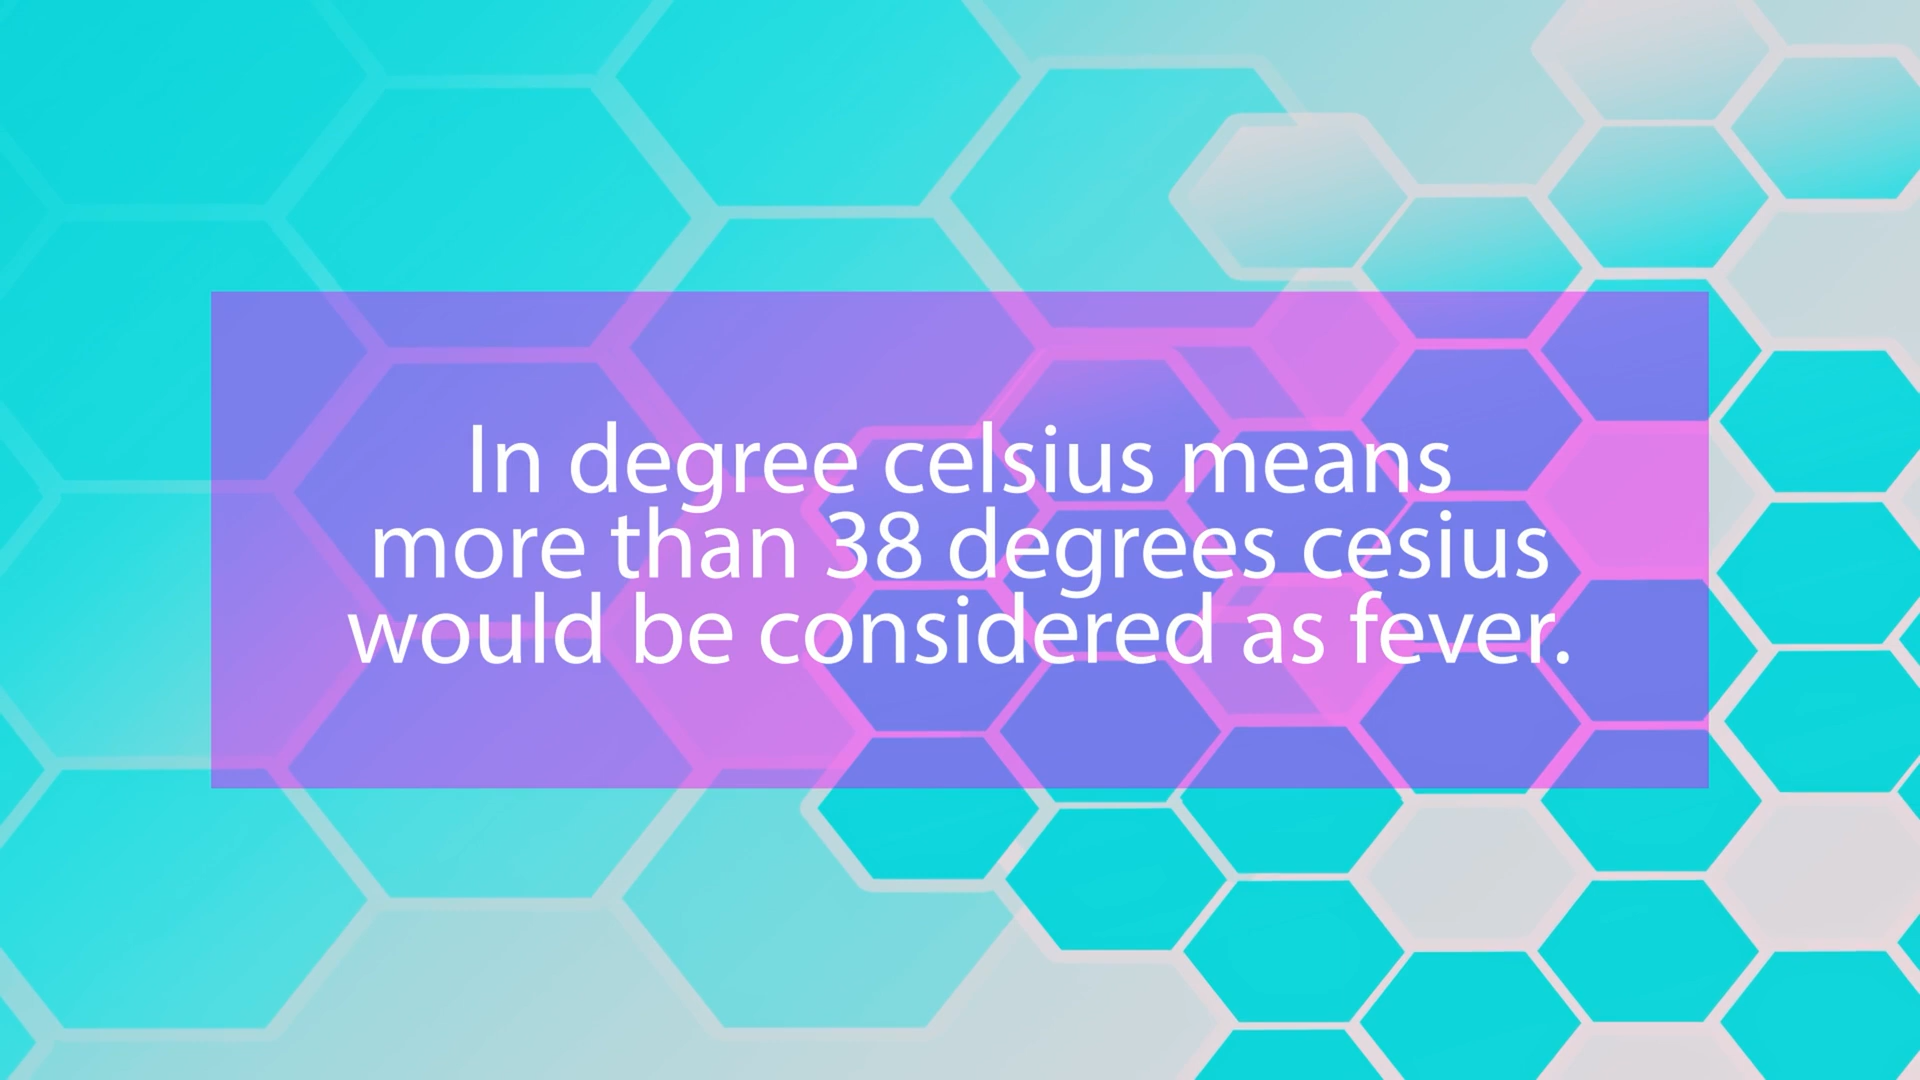 In degree celsius means
more than 38 degrees cesius
would be considered as fever.